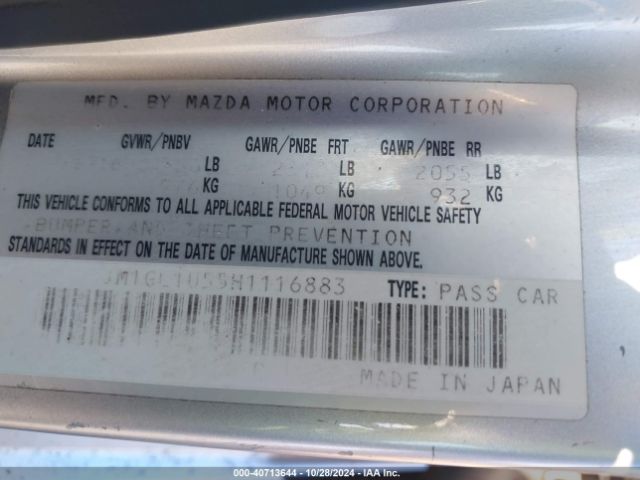 MFD. BY MAZDA MOTOR CORPORATION
DATE GVWR/PNBV GAWR/PNBE FRT GAWR/PNBE RR
LB LB 2055 LB
KG 1049 KG 932 KG
THIS VEHICLE CONFORMS TO ALL APPLICABLE FEDERAL MOTOR VEHICLE SAFETY
BUMPER, AND THEFT PREVENTION
STANDARDS IN EFFECT ON THE DATE OF MANUFACTURE SHOWN ABOVE.
TYPE: PASS CAR
MADE IN JAPAN
000-40713644 | 10/28/2024 | IAA Inc.